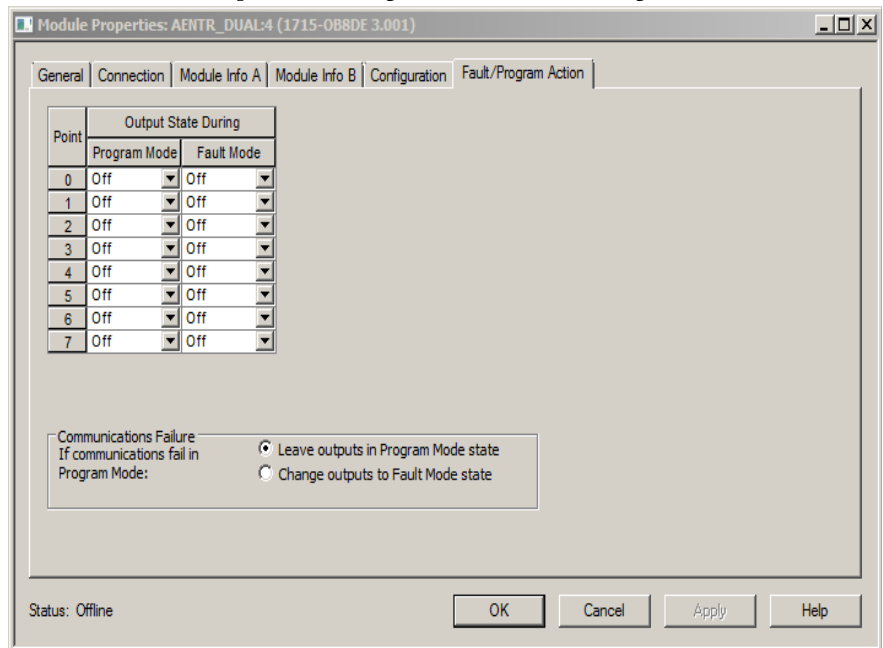 Module Properties: AENTR_DUAL:4 (1715-OB8DE 3.001)
General Connection Module Info A Module Info B Configuration Fault/Program Action
Point Output State During
Program Mode Fault Mode
0 Off Off
1 Off Off
2 Off Off
3 Off Off
4 Off Off
5 Off Off
6 Off Off
7 Off Off
Communications Failure
If communications fail in
Program Mode:
Leave outputs in Program Mode state
Change outputs to Fault Mode state
Status: Offline
OK Cancel Apply Help